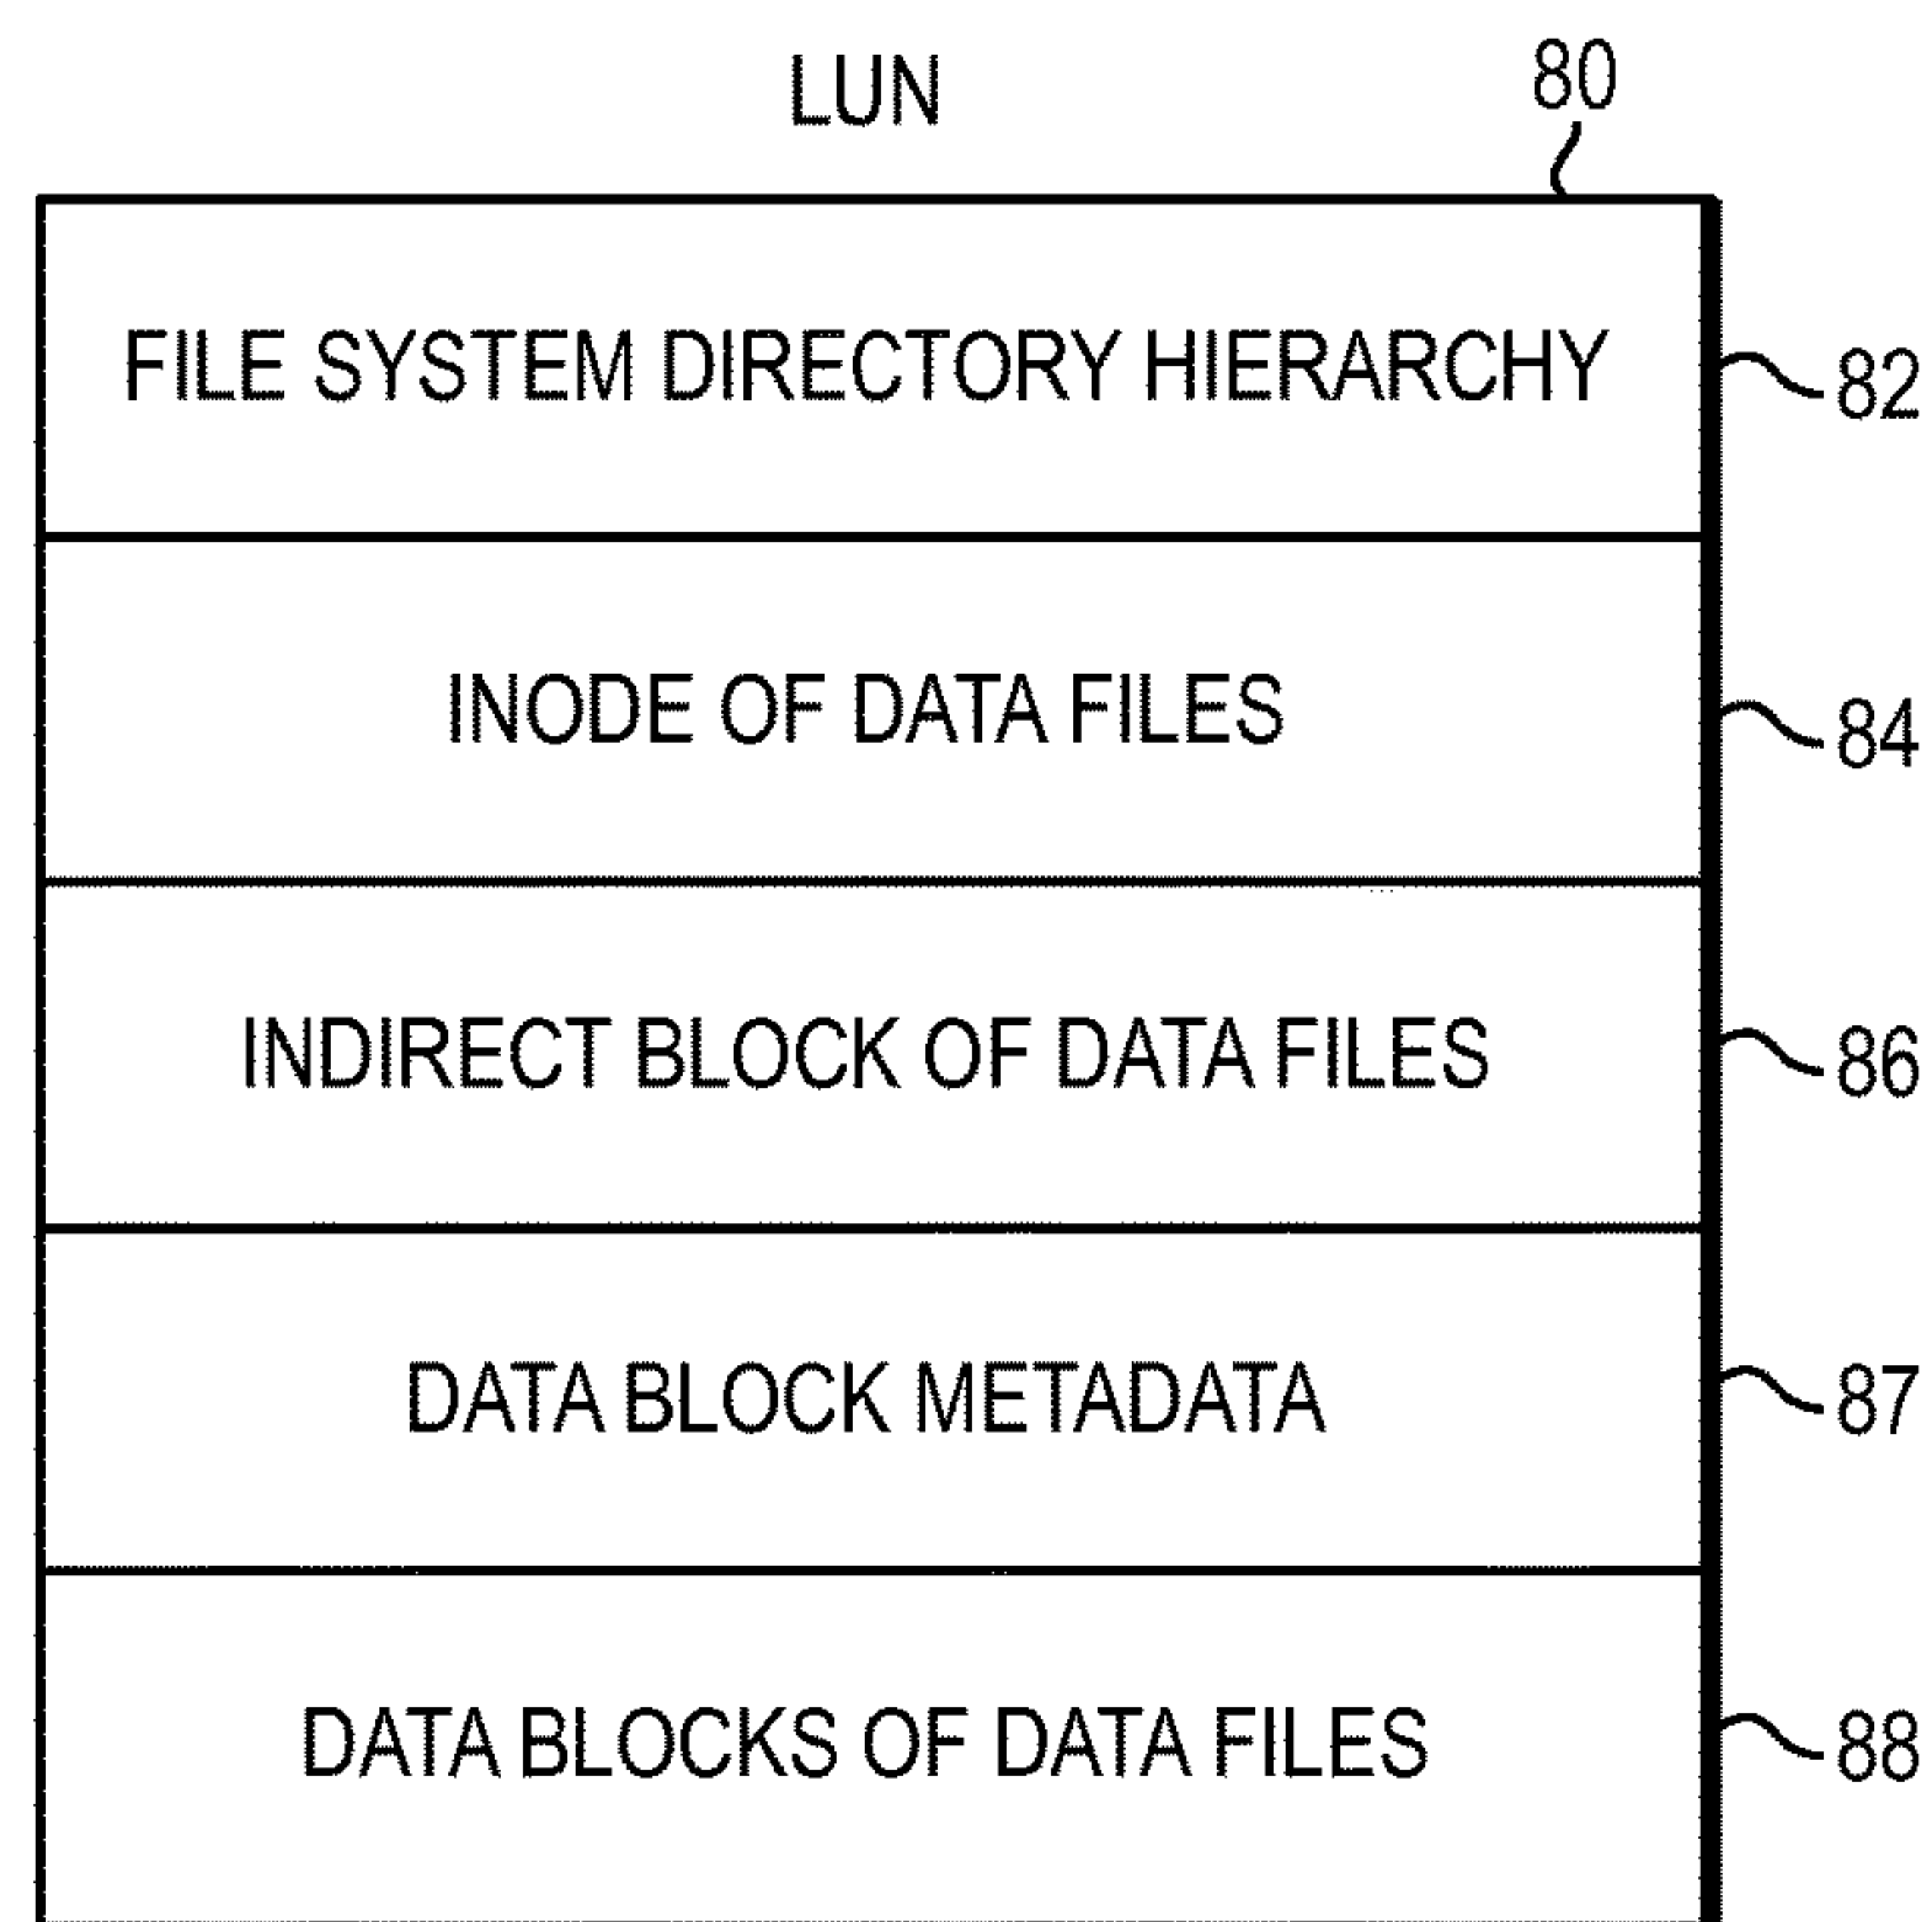 LUN
80
FILE SYSTEM DIRECTORY HIERARCHY
82
INODE OF DATA FILES
84
INDIRECT BLOCK OF DATA FILES
86
DATA BLOCK METADATA
87
DATA BLOCKS OF DATA FILES
88